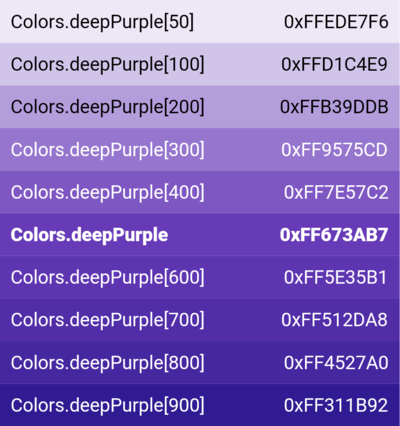 Colors.deepPurple[50] 0xFFEDE7F6
Colors.deepPurple[100] 0xFFD1C4E9
Colors.deepPurple[200] 0xFFB39DDB
Colors.deepPurple[300] 0xFF9575CD
Colors.deepPurple[400] 0xFF7E57C2
Colors.deepPurple 0xFF673AB7
Colors.deepPurple[600] 0xFF5E35B1
Colors.deepPurple[700] 0xFF512DA8
Colors.deepPurple[800] 0xFF4527A0
Colors.deepPurple[900] 0xFF311B92